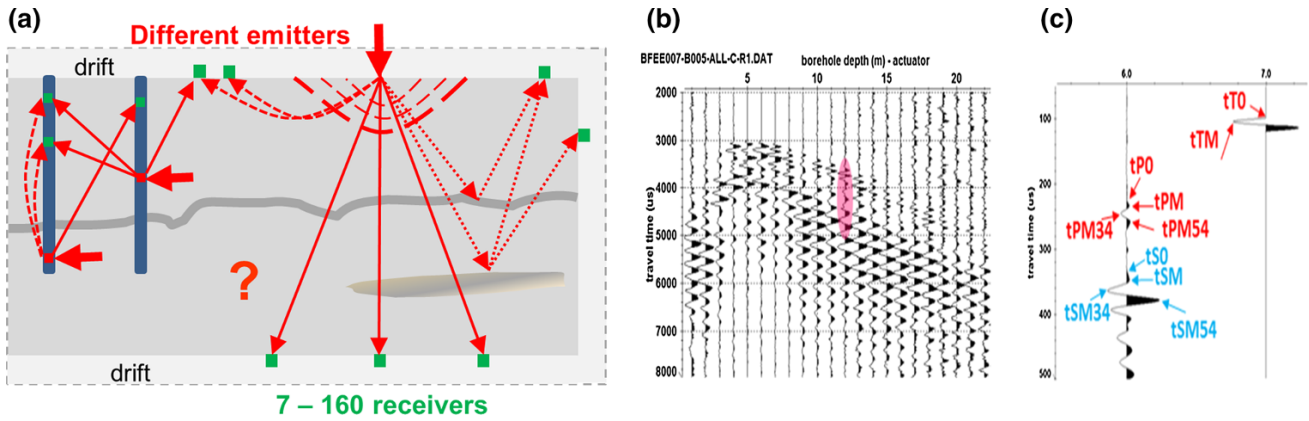 (a)
Different emitters
drift
?
drift
7 – 160 receivers
(b)
BFEE007-B005-ALL-C-R1.DAT borehole depth (m) - actuator
5 10 15 20
travel time (us)
2000
3000
4000
5000
6000
7000
8000
(c)
6.0 7.0
travel time (us)
100
200
300
400
500
tT0
tTM
tP0
tPM
tPM34
tPM54
tS0
tSM
tSM34
tSM54